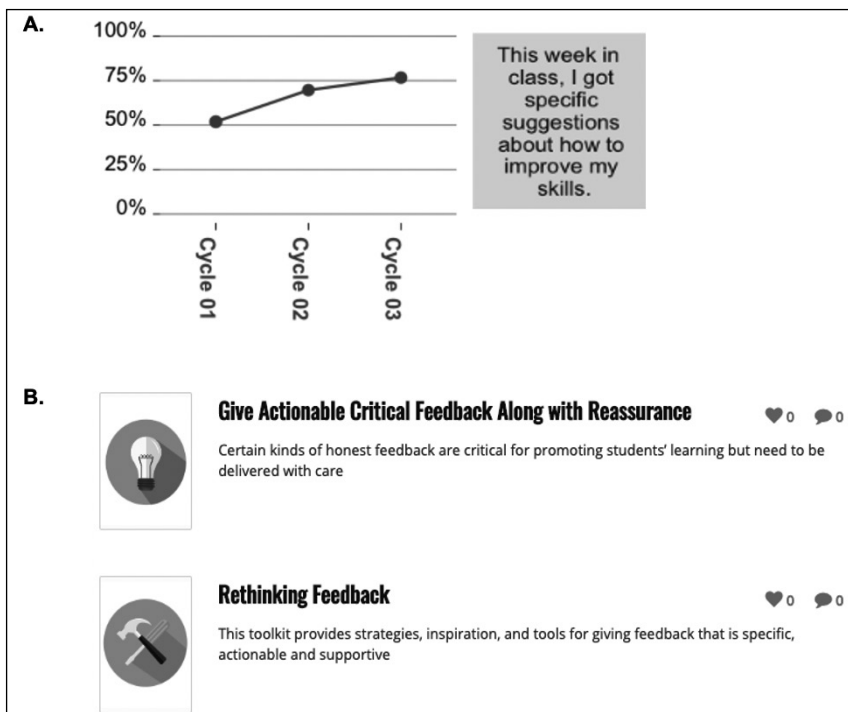 A.
100%
75%
50%
25%
0%
Cycle 01
Cycle 02
Cycle 03
This week in
class, I got
specific
suggestions
about how to
improve my
skills.
B.
Give Actionable Critical Feedback Along with Reassurance
0 0
Certain kinds of honest feedback are critical for promoting students' learning but need to be
delivered with care
Rethinking Feedback
0 0
This toolkit provides strategies, inspiration, and tools for giving feedback that is specific,
actionable and supportive